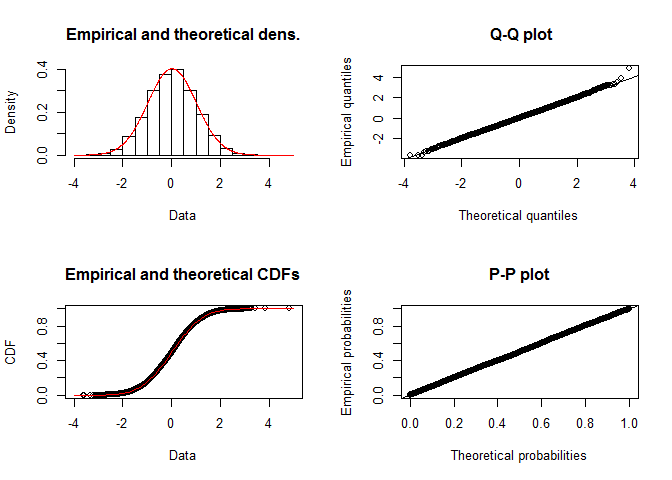 Empirical and theoretical dens.
Density
0.0 0.2 0.4
-4 -2 0 2 4
Data
Q-Q plot
Empirical quantiles
-2 0 2 4
-4 -2 0 2 4
Theoretical quantiles
Empirical and theoretical CDFs
CDF
0.0 0.4 0.8
-4 -2 0 2 4
Data
P-P plot
Empirical probabilities
0.0 0.4 0.8
0.0 0.2 0.4 0.6 0.8 1.0
Theoretical probabilities